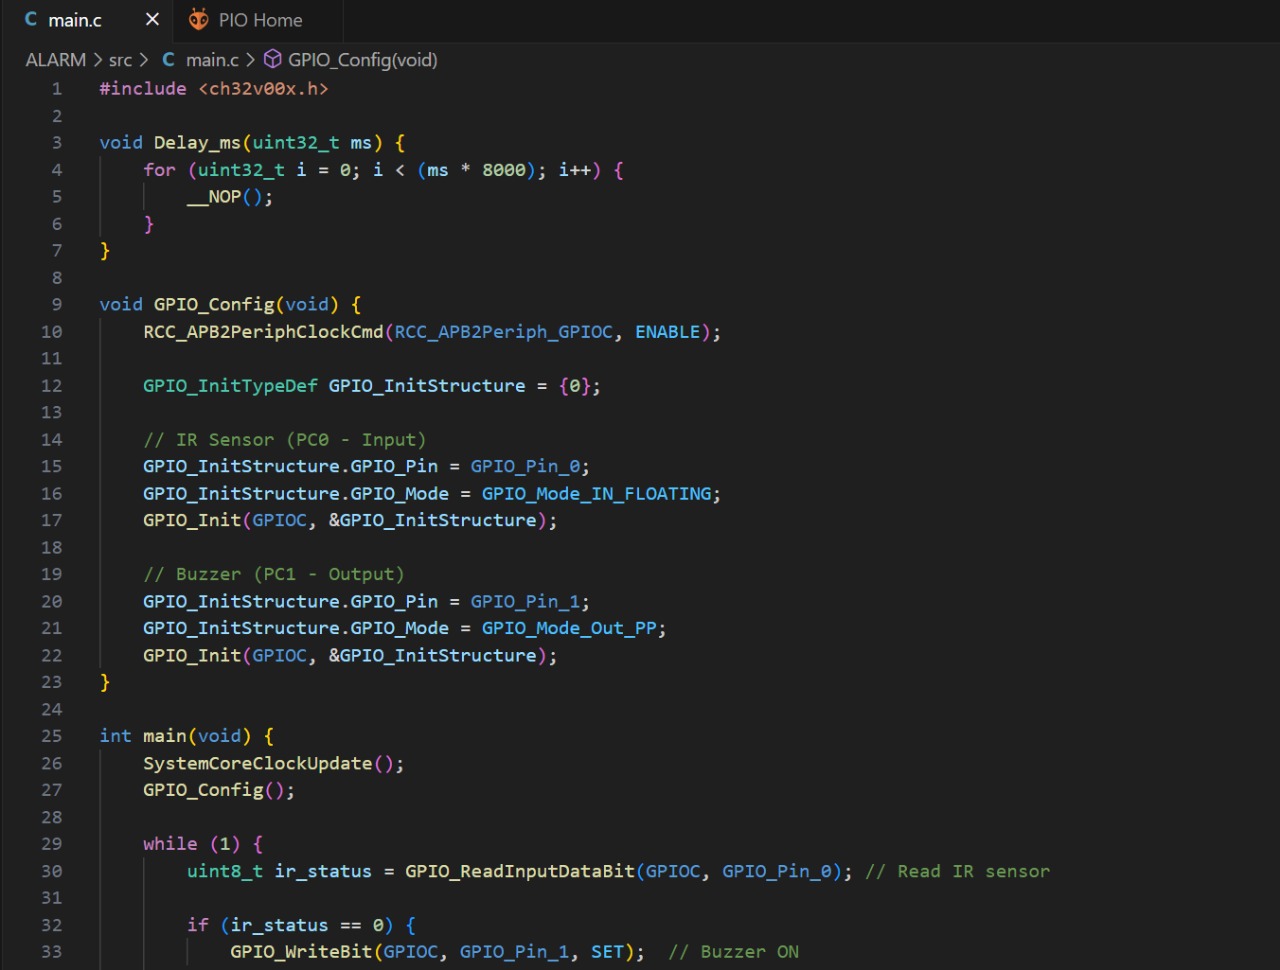 main.c
PIO Home
ALARM > src > C main.c > GPIO_Config(void)
1 #include <ch32v00x.h>
2
3 void Delay_ms(uint32_t ms) {
4 for (uint32_t i = 0; i < (ms * 8000); i++) {
5 __NOP();
6 }
7 }
8
9 void GPIO_Config(void) {
10 RCC_APB2PeriphClockCmd(RCC_APB2Periph_GPIOC, ENABLE);
11
12 GPIO_InitTypeDef GPIO_InitStructure = {0};
13
14 // IR Sensor (PC0 - Input)
15 GPIO_InitStructure.GPIO_Pin = GPIO_Pin_0;
16 GPIO_InitStructure.GPIO_Mode = GPIO_Mode_IN_FLOATING;
17 GPIO_Init(GPIOC, &GPIO_InitStructure);
18
19 // Buzzer (PC1 - Output)
20 GPIO_InitStructure.GPIO_Pin = GPIO_Pin_1;
21 GPIO_InitStructure.GPIO_Mode = GPIO_Mode_Out_PP;
22 GPIO_Init(GPIOC, &GPIO_InitStructure);
23 }
24
25 int main(void) {
26 SystemCoreClockUpdate();
27 GPIO_Config();
28
29 while (1) {
30 uint8_t ir_status = GPIO_ReadInputDataBit(GPIOC, GPIO_Pin_0); // Read IR sensor
31
32 if (ir_status == 0) {
33 GPIO_WriteBit(GPIOC, GPIO_Pin_1, SET); // Buzzer ON